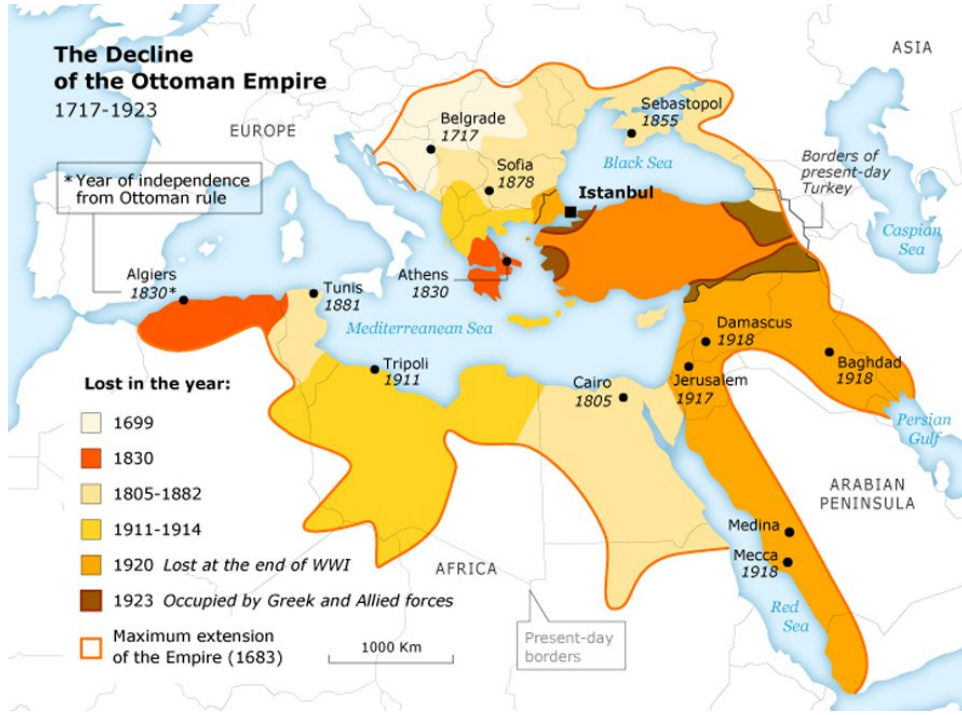 The Decline
of the Ottoman Empire
1717-1923
EUROPE
ASIA
* Year of independence
from Ottoman rule
Belgrade
1717
Sofia
1878
Sebastopol
1855
Black Sea
Istanbul
Borders of
present-day
Turkey
Caspian
Sea
Algiers
1830*
Tunis
1881
Athens
1830
Mediterreanean Sea
Tripoli
1911
Cairo
1805
Damascus
1918
Jerusalem
1917
Baghdad
1918
Persian
Gulf
ARABIAN
PENINSULA
Medina
Mecca
1918
Red
Sea
AFRICA
Present-day
borders
Lost in the year:
1699
1830
1805-1882
1911-1914
1920 Lost at the end of WWI
1923 Occupied by Greek and Allied forces
Maximum extension
of the Empire (1683)
1000 Km